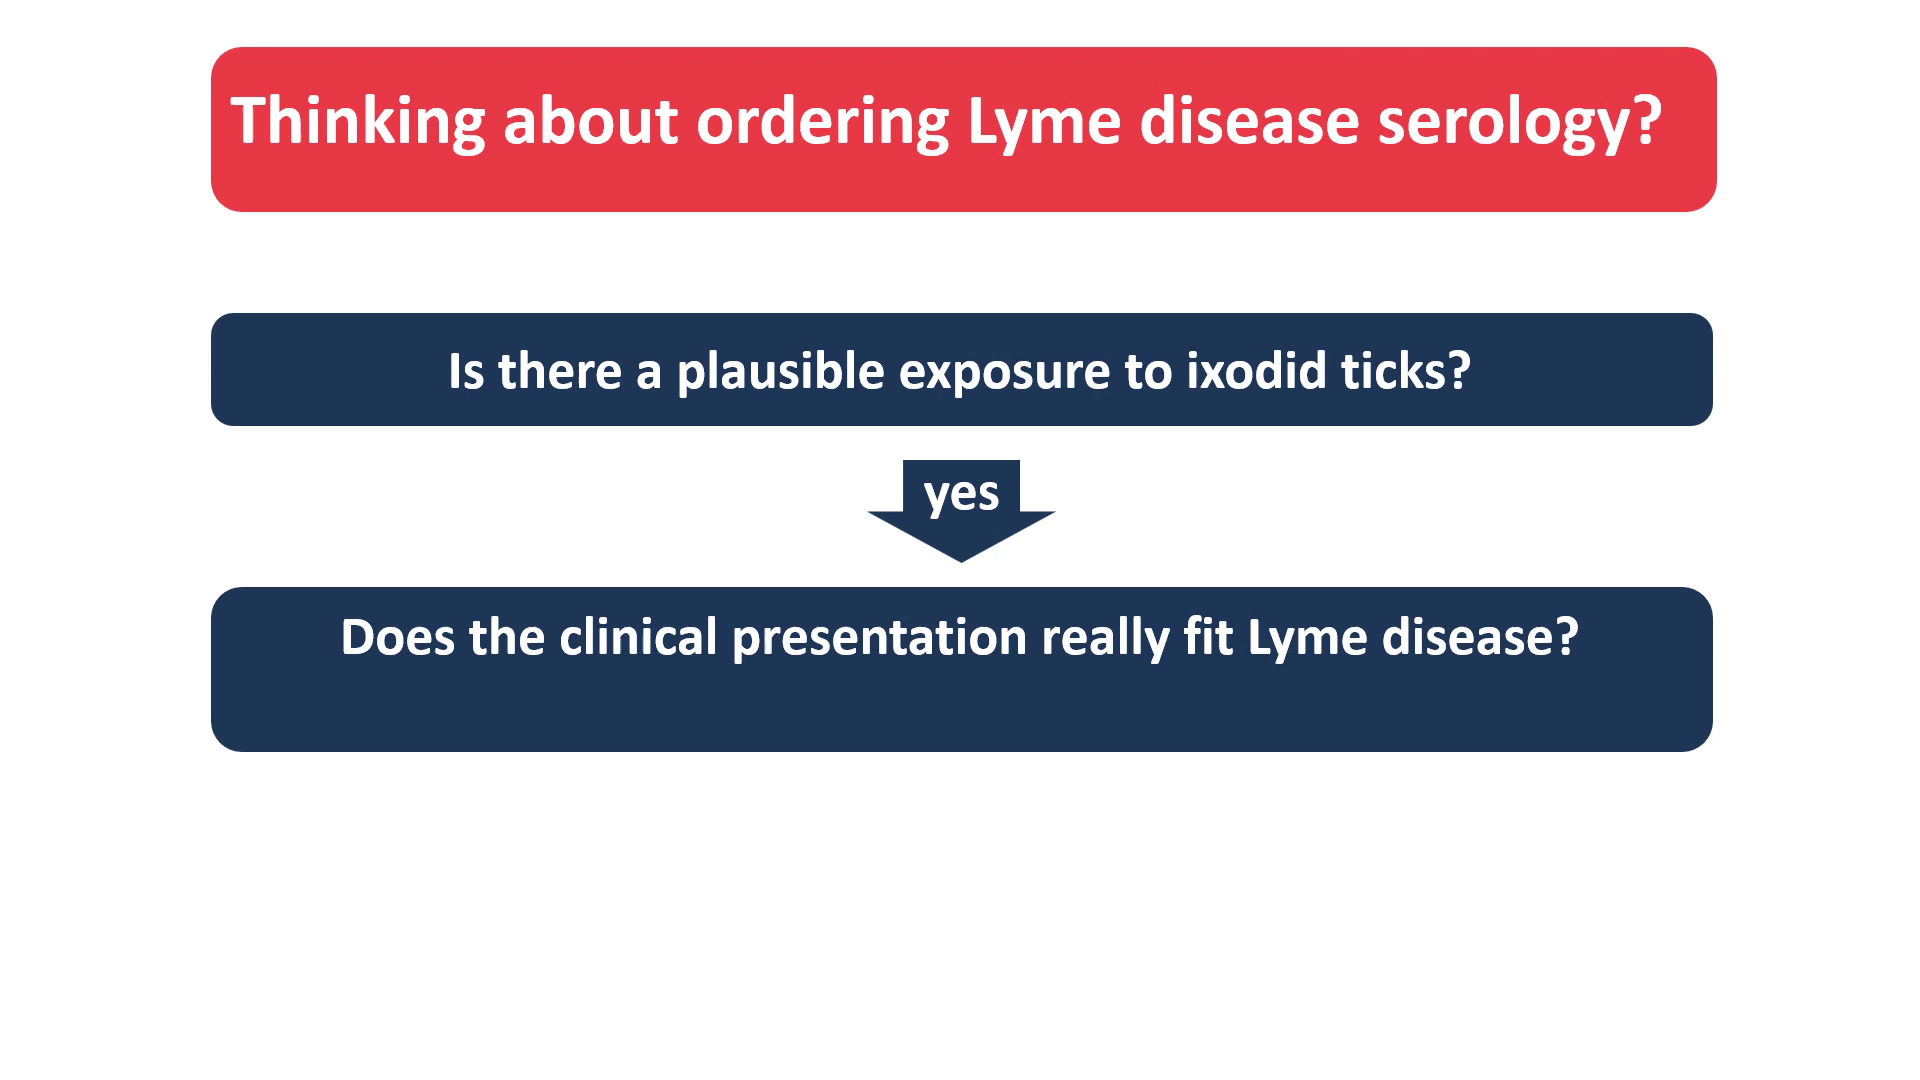 Thinking about ordering Lyme disease serology?
Is there a plausible exposure to ixodid ticks?
yes
Does the clinical presentation really fit Lyme disease?